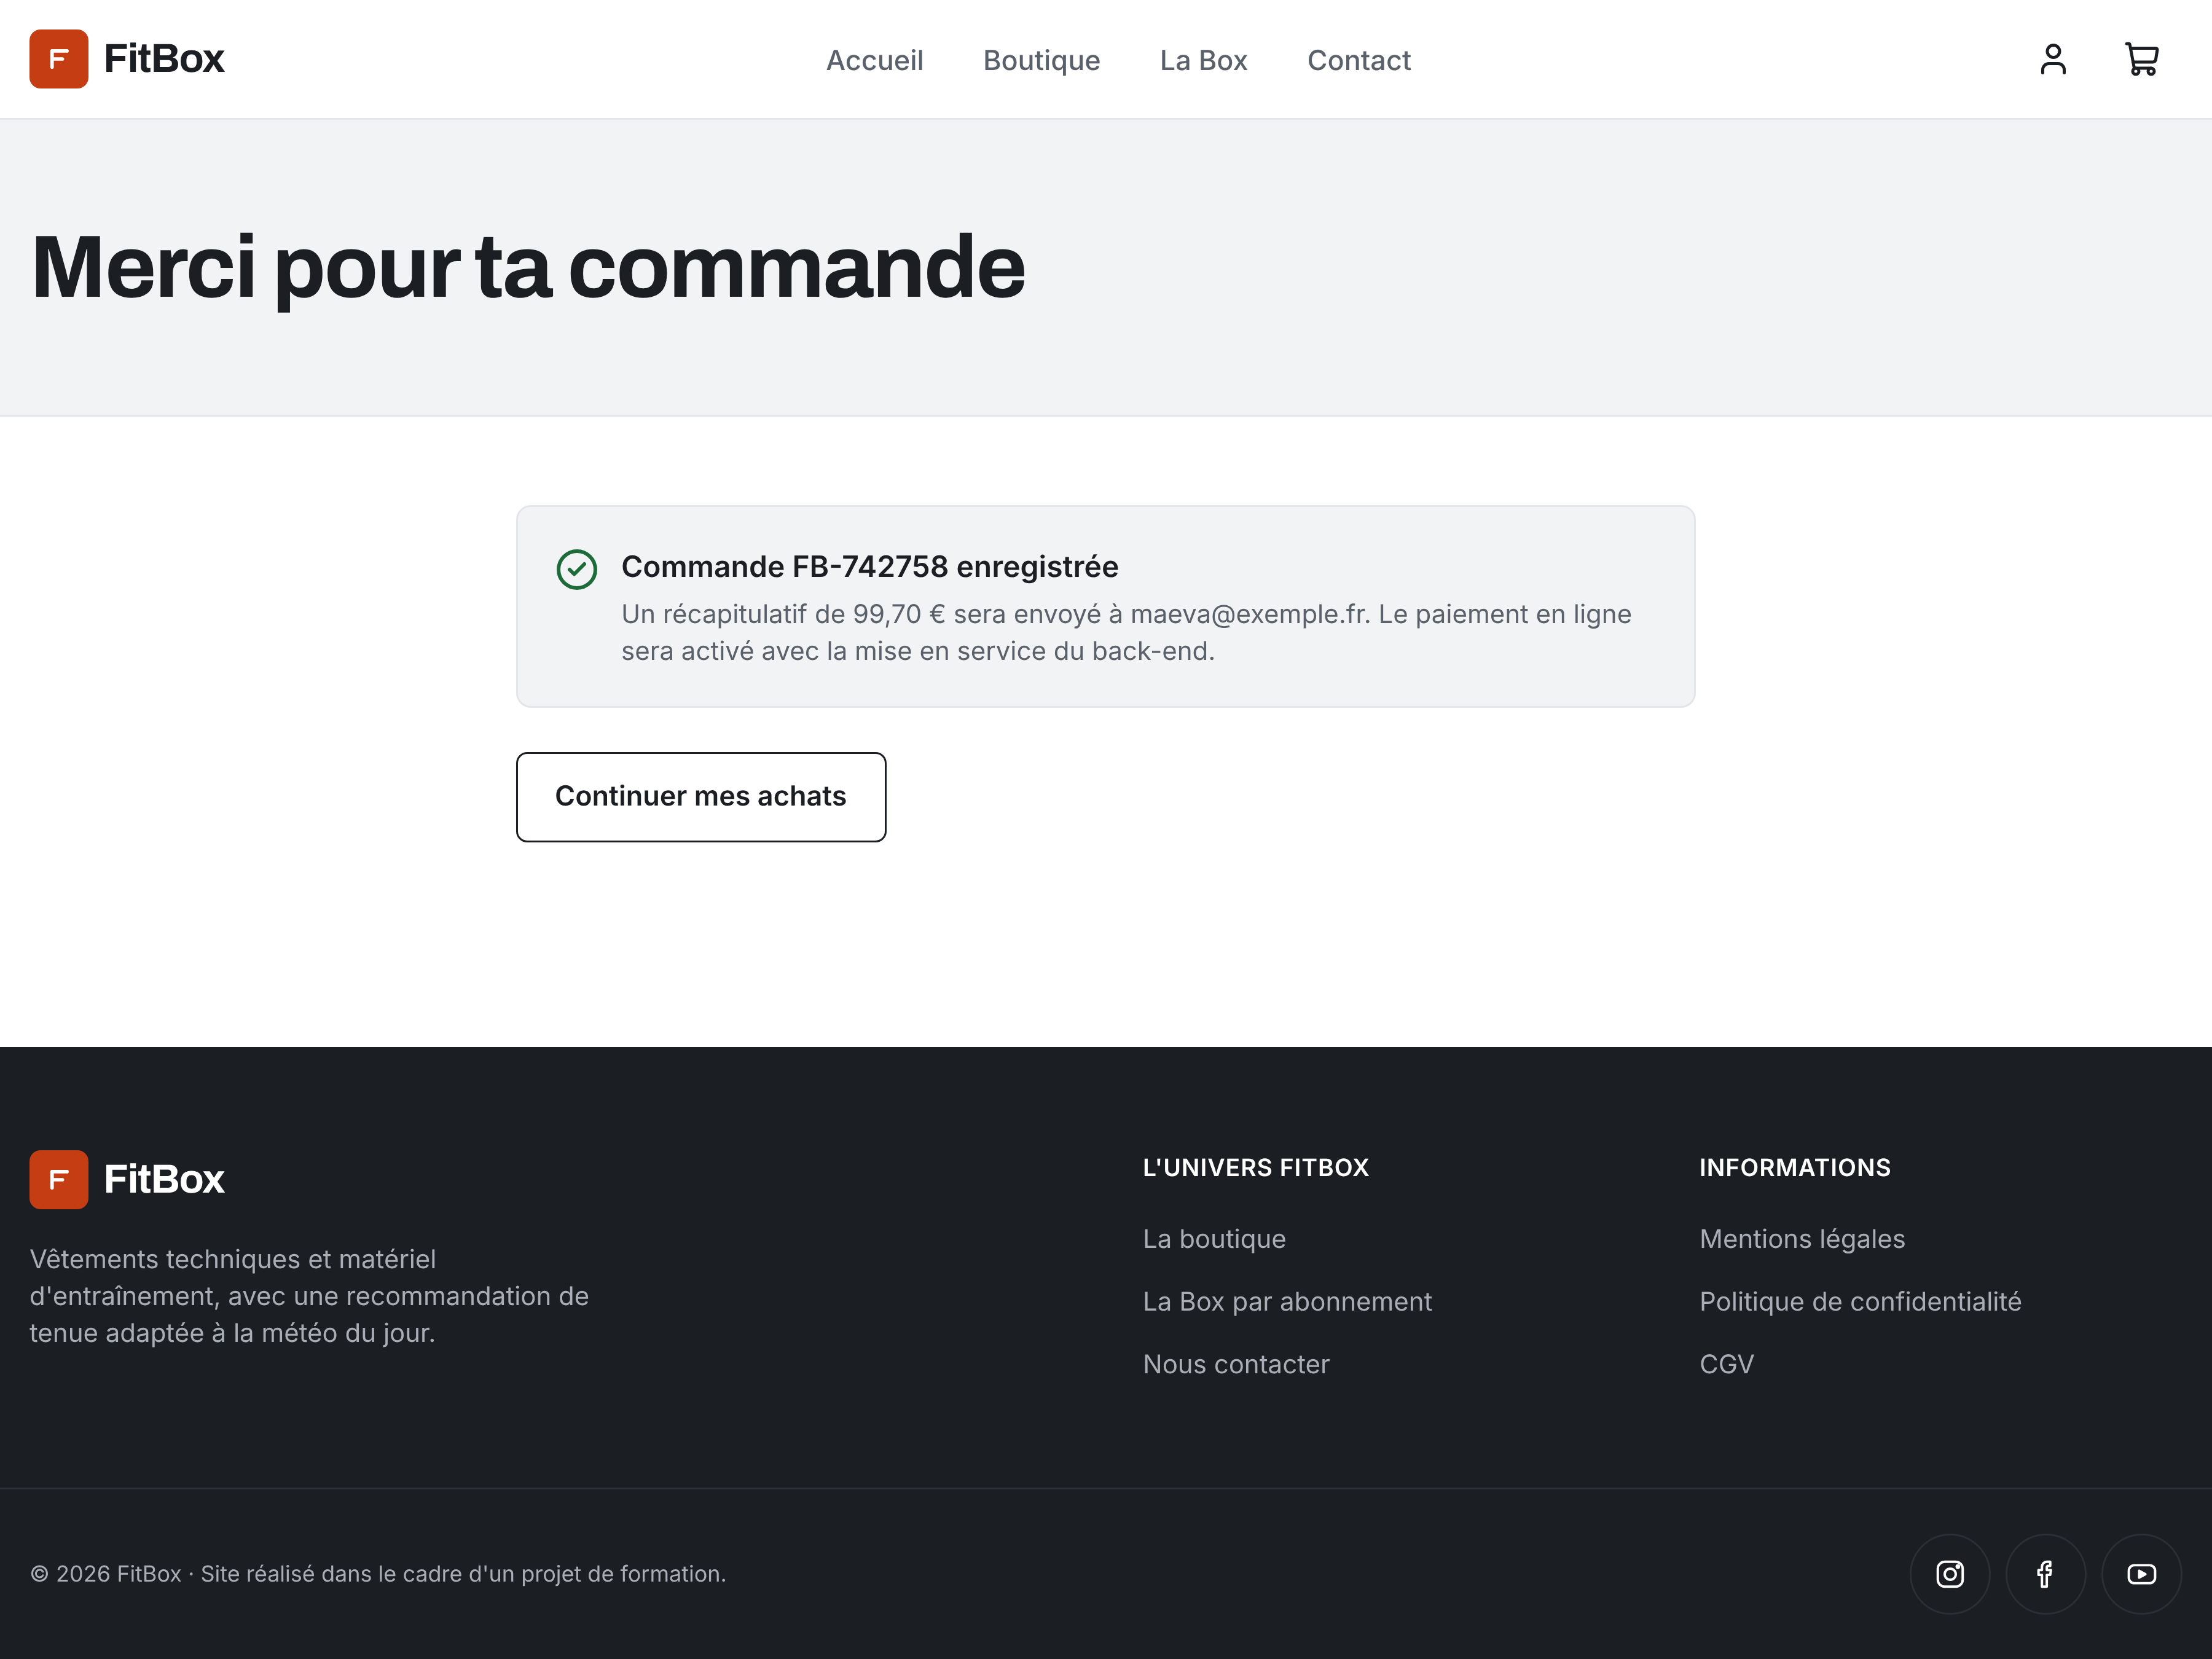 F FitBox
Accueil Boutique La Box Contact
Merci pour ta commande
Commande FB-742758 enregistrée
Un récapitulatif de 99,70 € sera envoyé à maeva@exemple.fr. Le paiement en ligne
sera activé avec la mise en service du back-end.
Continuer mes achats
F FitBox
Vêtements techniques et matériel
d'entraînement, avec une recommandation de
tenue adaptée à la météo du jour.
L'UNIVERS FITBOX
La boutique
La Box par abonnement
Nous contacter
INFORMATIONS
Mentions légales
Politique de confidentialité
CGV
© 2026 FitBox · Site réalisé dans le cadre d'un projet de formation.